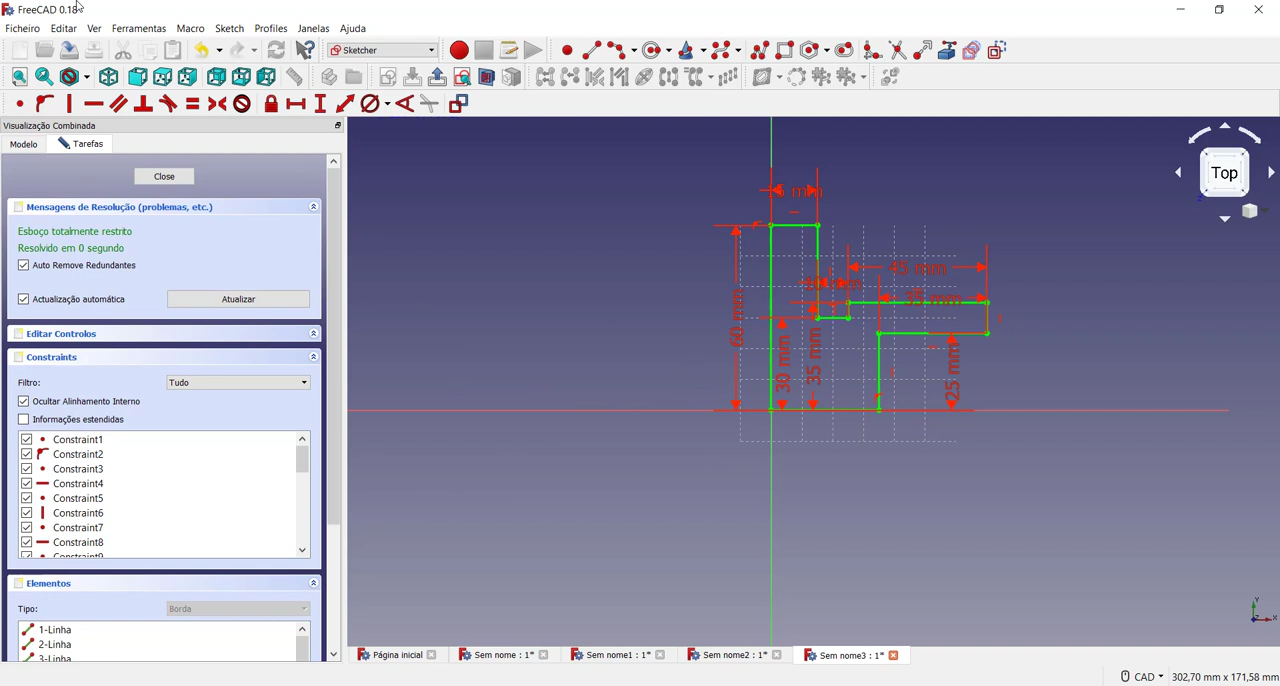 FreeCAD 0.18
Ficheiro Editar Ver Ferramentas Macro Sketch Profiles Janelas Ajuda
Sketcher
Visualização Combinada
Modelo Tarefas
Close
Mensagens de Resolução (problemas, etc.)
Esboço totalmente restrito
Resolvido em 0 segundo
Auto Remove Redundantes
Actualização automática Atualizar
Editar Controlos
Constraints
Filtro: Tudo
Ocultar Alinhamento Interno
Informações estendidas
Constraint1
Constraint2
Constraint3
Constraint4
Constraint5
Constraint6
Constraint7
Constraint8
Constraint9
Elementos
Tipo: Borda
1-Linha
2-Linha
3-Linha
45 mm
35 mm
60 mm
30 mm
35 mm
25 mm
Top
Y
X
Z
Página inicial Sem nome : 1* Sem nome1 : 1* Sem nome2 : 1* Sem nome3 : 1*
CAD 302,70 mm x 171,58 mm